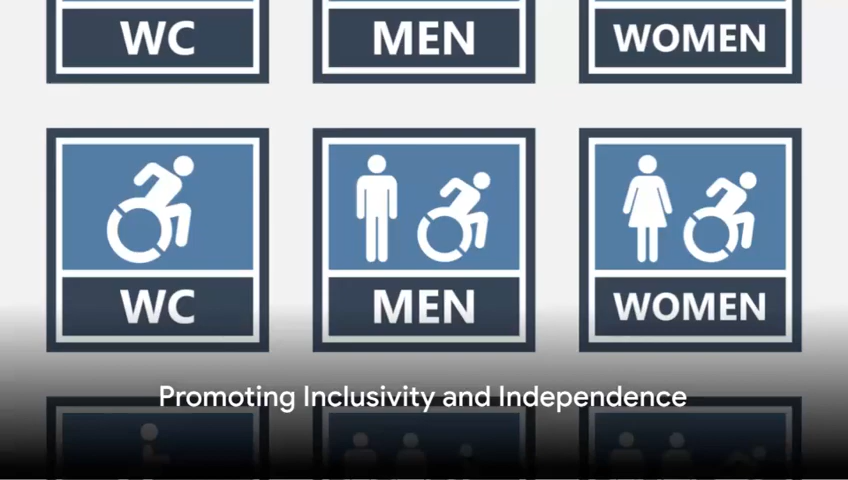 WC
MEN
WOMEN
WC
MEN
WOMEN
Promoting Inclusivity and Independence